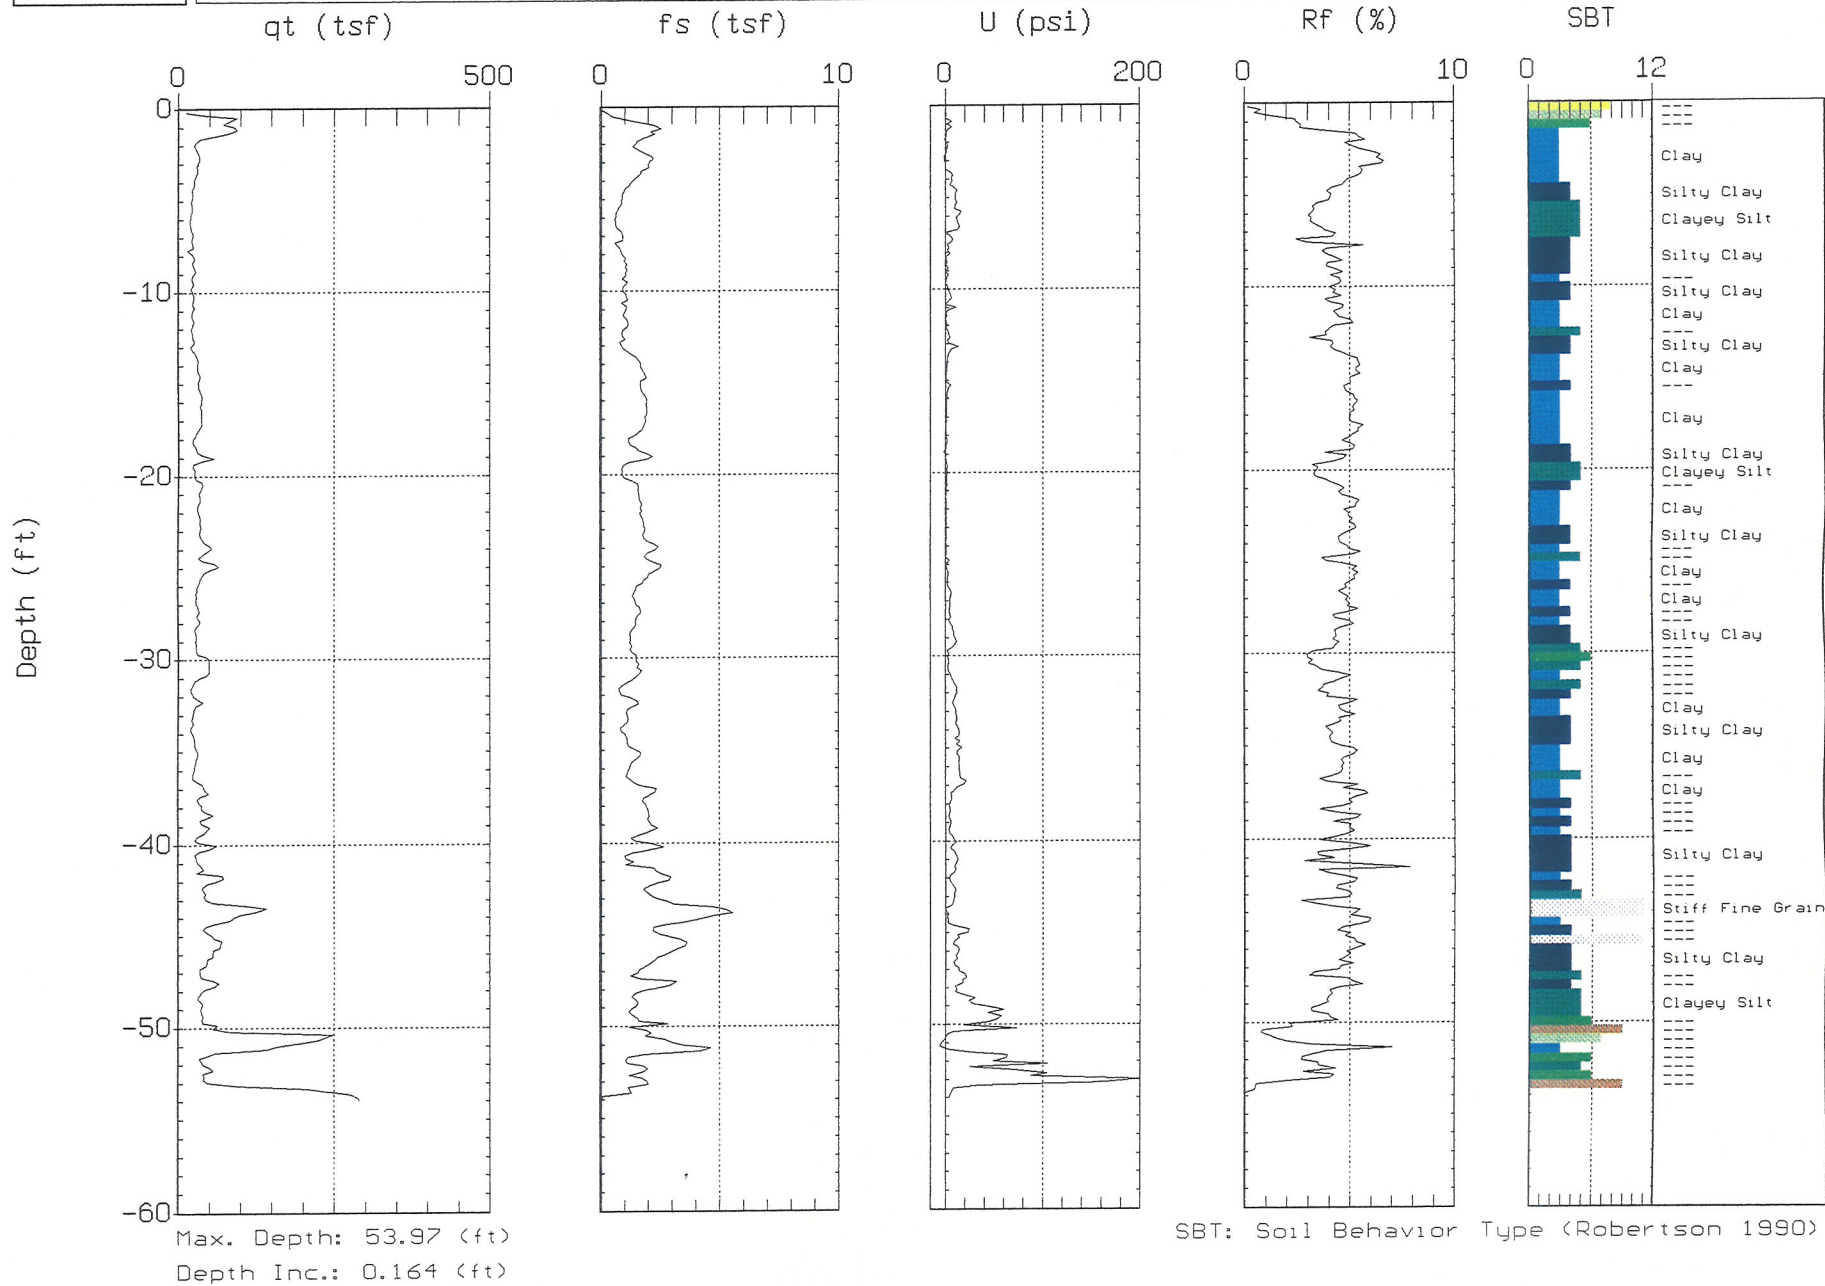 qt (tsf) fs (tsf) U (psi) Rf (%) SBT
0 500 0 10 0 200 0 10 0 12
0
-10
-20
-30
-40
-50
-60
Depth (ft)
---
---
---
Clay
Silty Clay
Clayey Silt
Silty Clay
---
Silty Clay
Clay
---
Silty Clay
Clay
---
Clay
Silty Clay
Clayey Silt
---
Clay
Silty Clay
---
---
Clay
---
Clay
---
---
Silty Clay
---
---
---
---
---
---
Clay
Silty Clay
Clay
---
Clay
---
---
---
---
Silty Clay
---
---
---
Stiff Fine Grain
---
---
---
Silty Clay
---
---
Clayey Silt
---
---
---
---
---
---
---
---
Max. Depth: 53.97 (ft)
Depth Inc.: 0.164 (ft)
SBT: Soil Behavior Type (Robertson 1990)